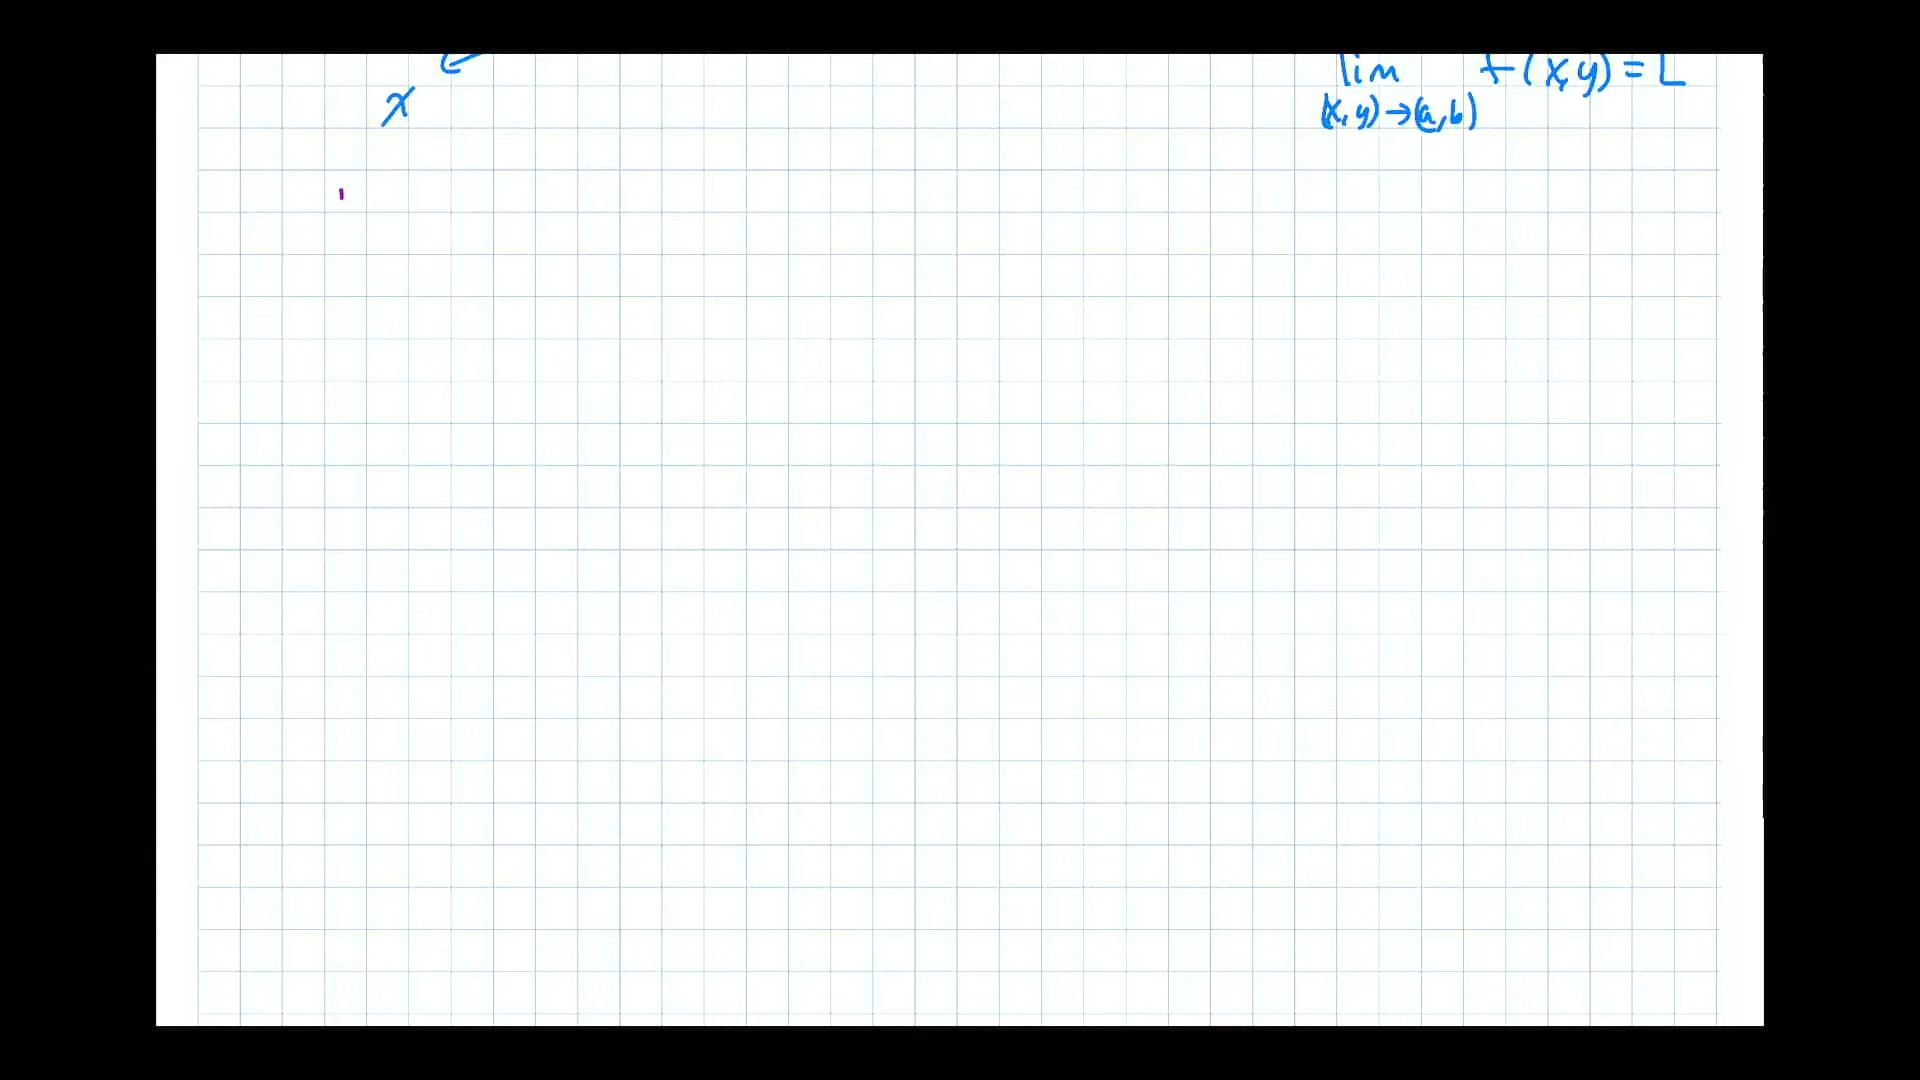 x
lim f(x,y) = L
(x,y)→(a,b)